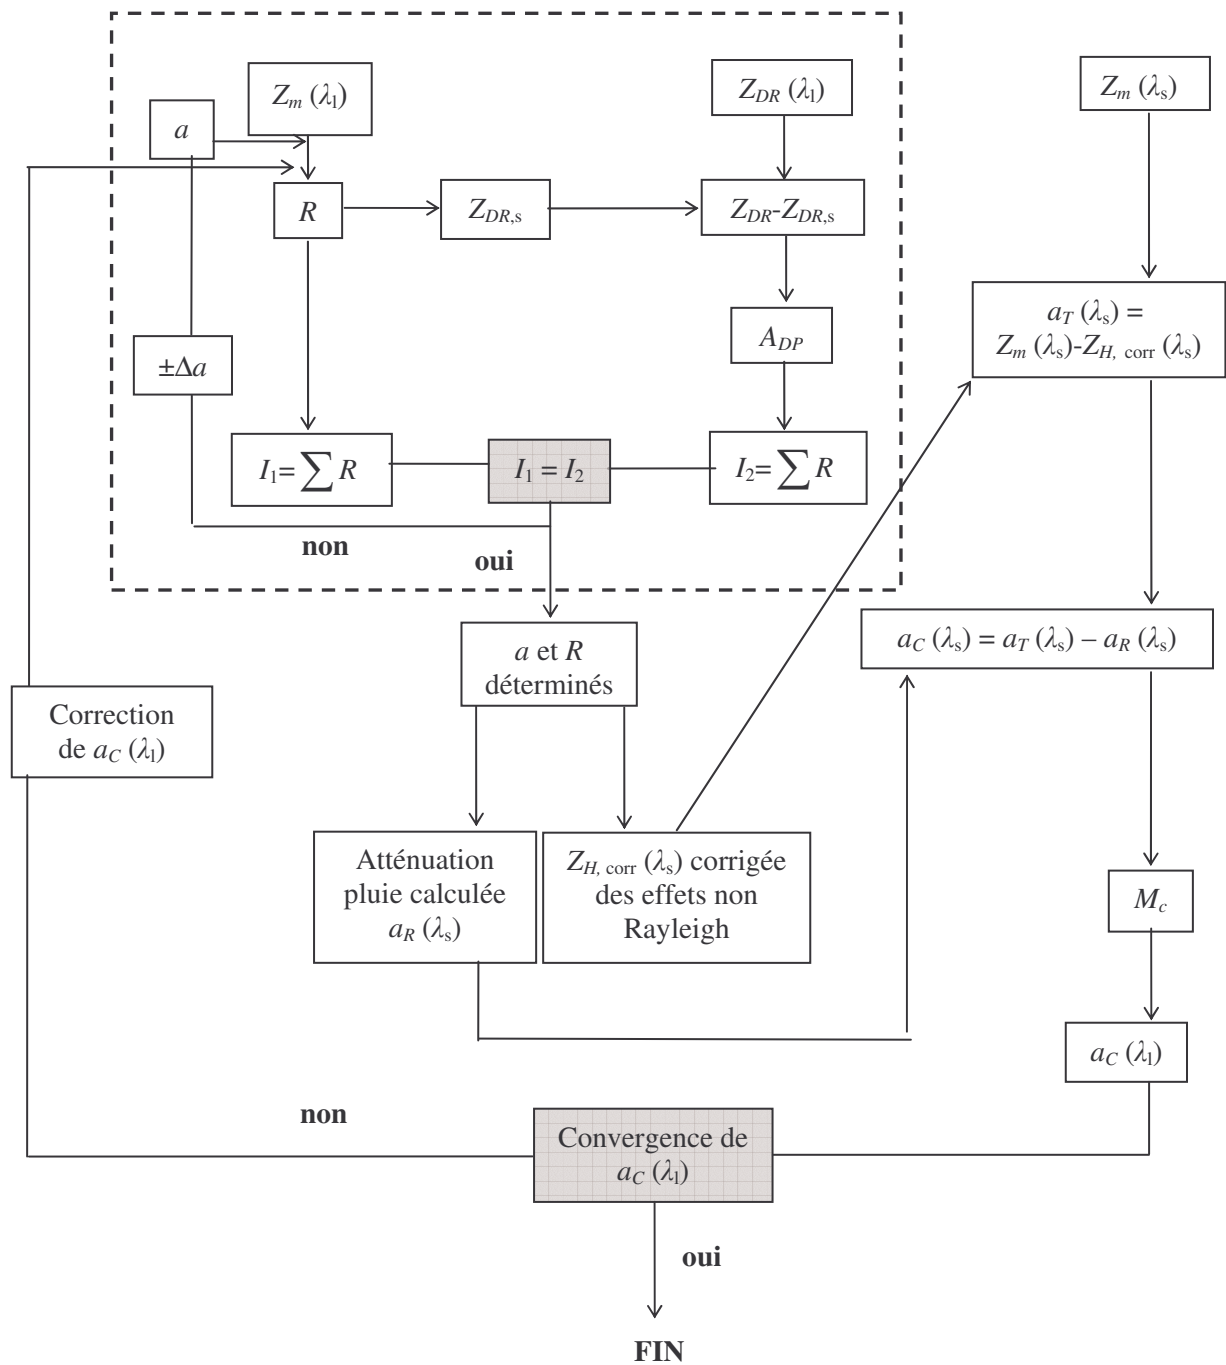 Zm (λl)
ZDR (λl)
Zm (λs)
a
R
ZDR,s
ZDR-ZDR,s
aT (λs) =
Zm (λs)-ZH, corr (λs)
ADP
±Δa
I1=∑ R
I1 = I2
I2=∑ R
non
oui
a et R
déterminés
aC (λs) = aT (λs) – aR (λs)
Correction
de aC (λl)
Atténuation
pluie calculée
aR (λs)
ZH, corr (λs) corrigée
des effets non
Rayleigh
Mc
aC (λl)
non
Convergence de
aC (λl)
oui
FIN